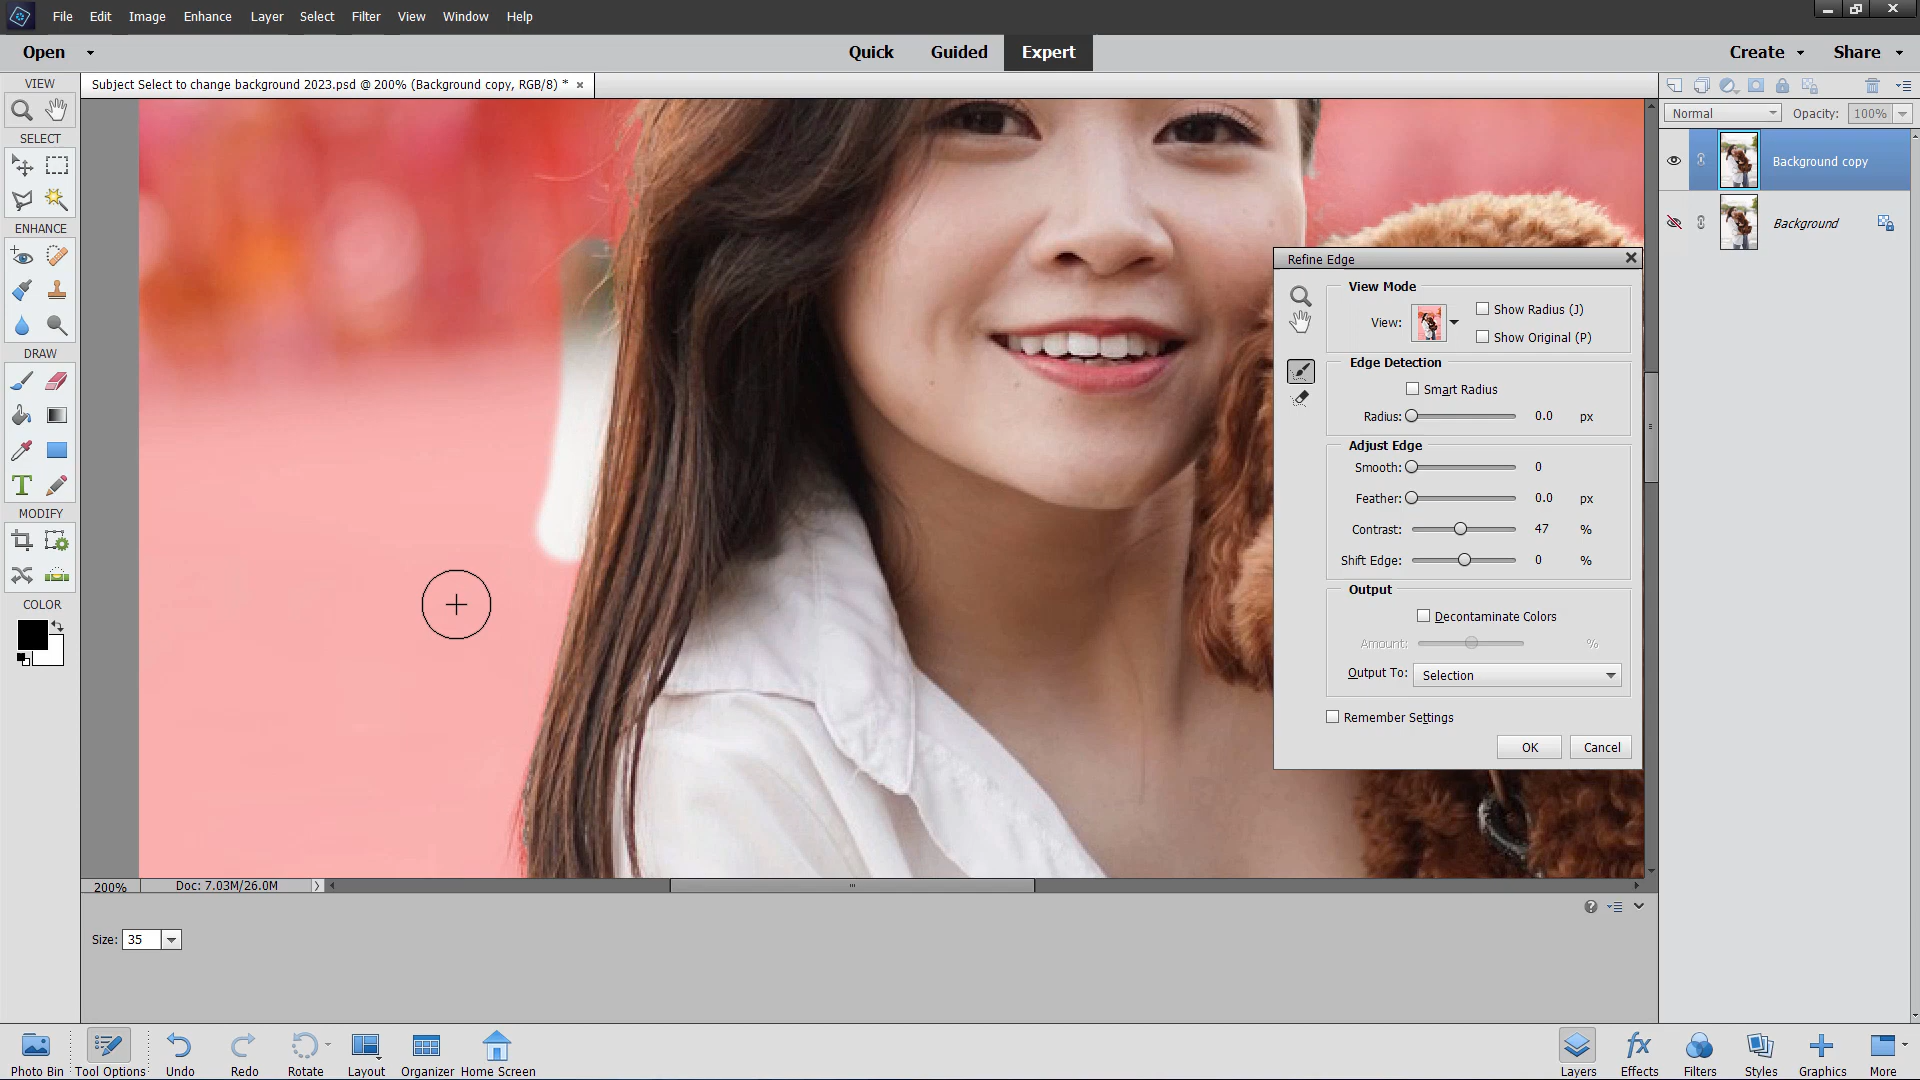 File Edit Image Enhance Layer Select Filter View Window Help
Open Quick Guided Expert Create Share
VIEW
Subject Select to change background 2023.psd @ 200% (Background copy, RGB/8) * ×
SELECT
ENHANCE
DRAW
MODIFY
COLOR
Normal Opacity: 100%
Background copy
Background
Refine Edge
View Mode
View: Show Radius (J)
Show Original (P)
Edge Detection
Smart Radius
Radius: 0.0 px
Adjust Edge
Smooth: 0
Feather: 0.0 px
Contrast: 47 %
Shift Edge: 0 %
Output
Decontaminate Colors
Amount: %
Output To: Selection
Remember Settings
OK Cancel
200% Doc: 7.03M/26.0M
Size: 35
Photo Bin Tool Options Undo Redo Rotate Layout Organizer Home Screen Layers Effects Filters Styles Graphics More